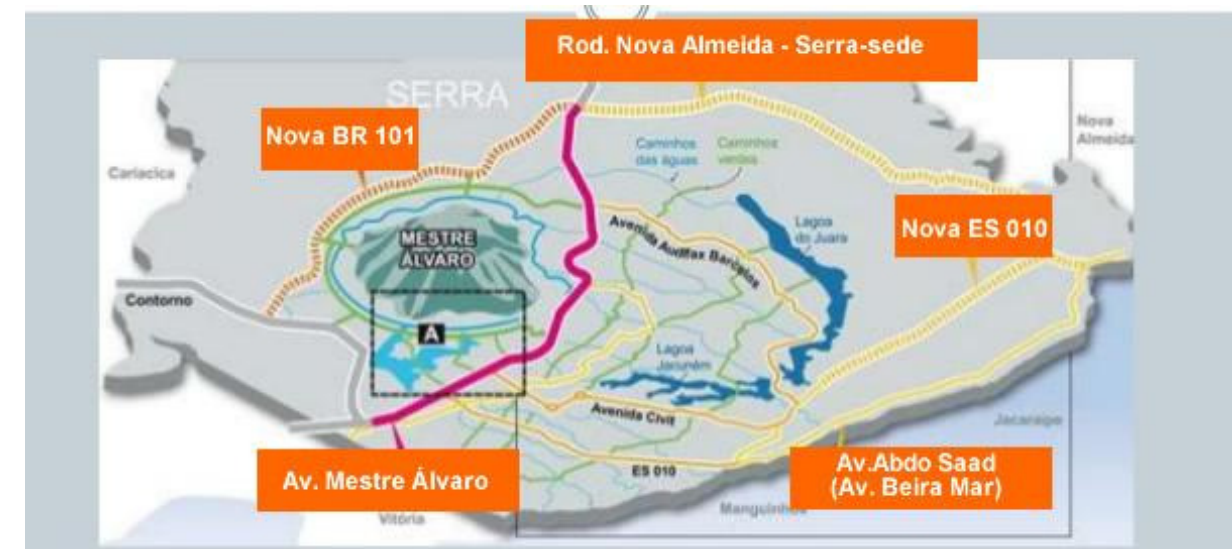 Rod. Nova Almeida - Serra-sede
SERRA
Nova BR 101
Nova
Almeida
Caminhos
das águas
Caminhos
verdes
Cariacica
MESTRE
ÁLVARO
Avenida Audifax Barcelos
Lagoa
do Juara
Nova ES 010
Contorno
A
Lagoa
Jacuném
Avenida Civit
Jacaraípe
ES 010
Av. Mestre Álvaro
Av.Abdo Saad
(Av. Beira Mar)
Manguinhos
Vitória